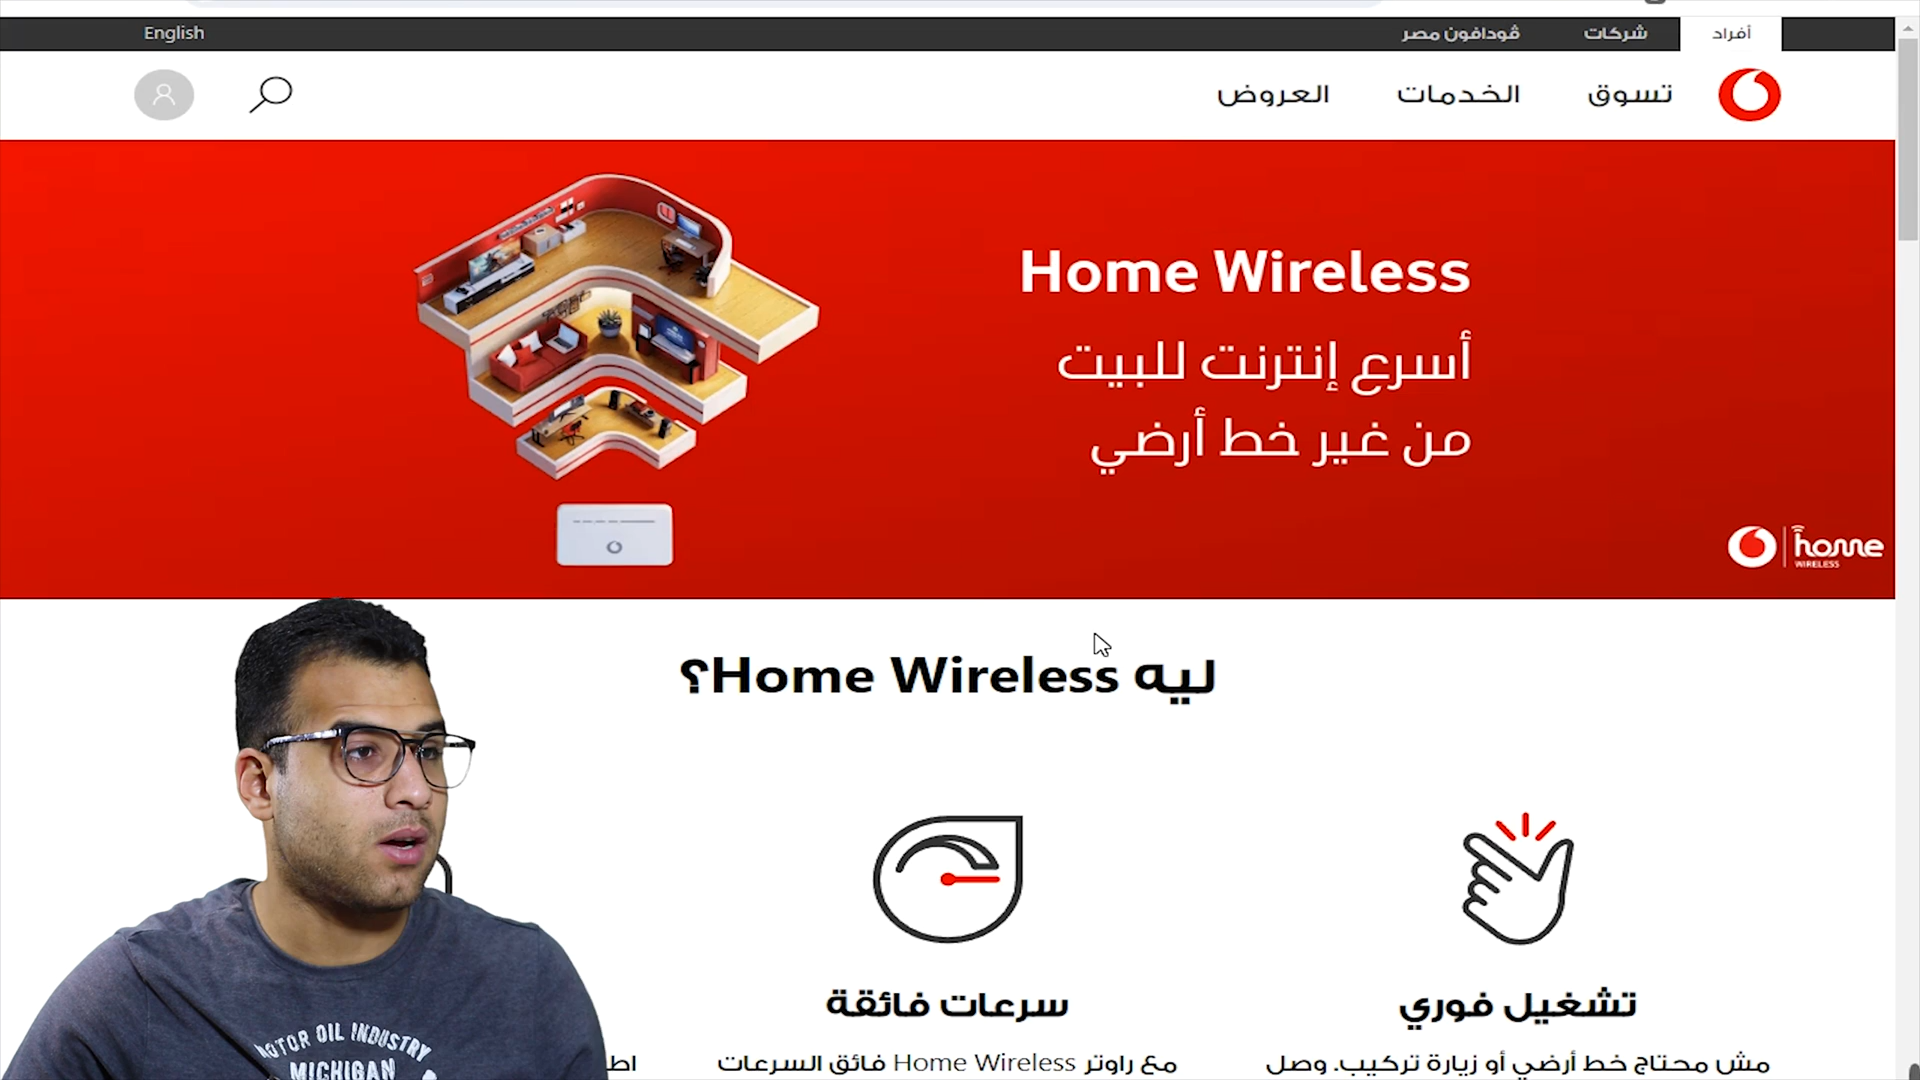 أفراد
شركات
ڤودافون مصر
English
تسوق
الخدمات
العروض
Home Wireless
أسرع إنترنت للبيت
من غير خط أرضي
home
WIRELESS
ليه Home Wireless؟
تشغيل فوري
سرعات فائقة
مش محتاج خط أرضي أو زيارة تركيب. وصل
مع راوتر Home Wireless فائق السرعات
اط
MOTOR OIL INDUSTRY
MICHIGAN